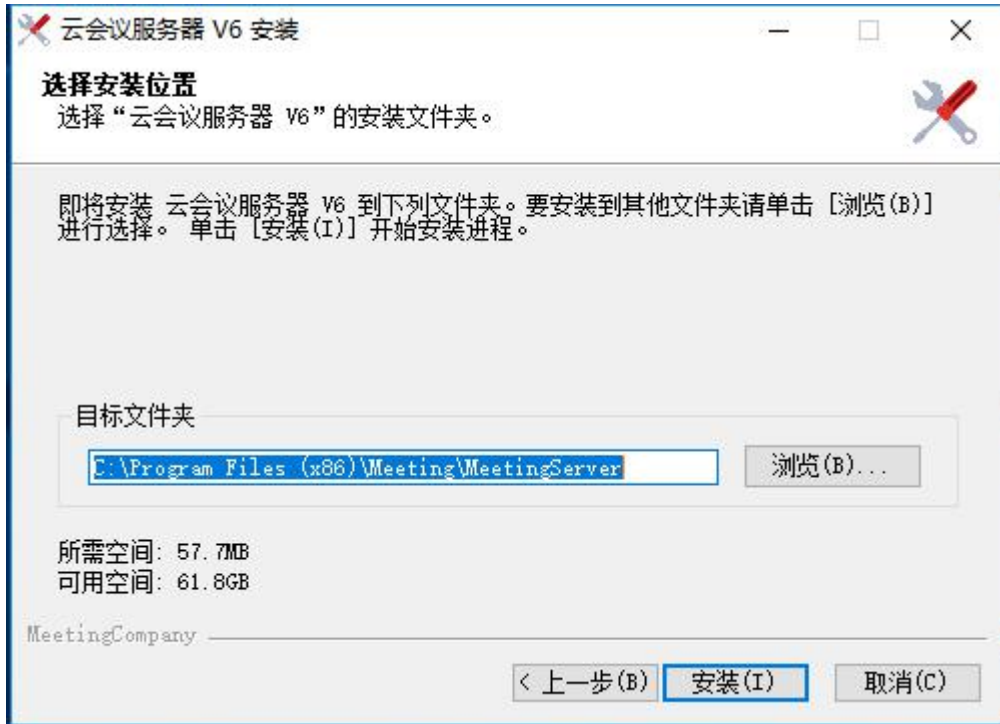 云会议服务器 V6 安装
选择安装位置
选择“云会议服务器 V6”的安装文件夹。
即将安装 云会议服务器 V6 到下列文件夹。要安装到其他文件夹请单击 [浏览(B)]
进行选择。 单击 [安装(I)] 开始安装进程。
目标文件夹
C:\Program Files (x86)\Meeting\MeetingServer
浏览(B)...
所需空间: 57.7MB
可用空间: 61.8GB
MeetingCompany
< 上一步(B)
安装(I)
取消(C)